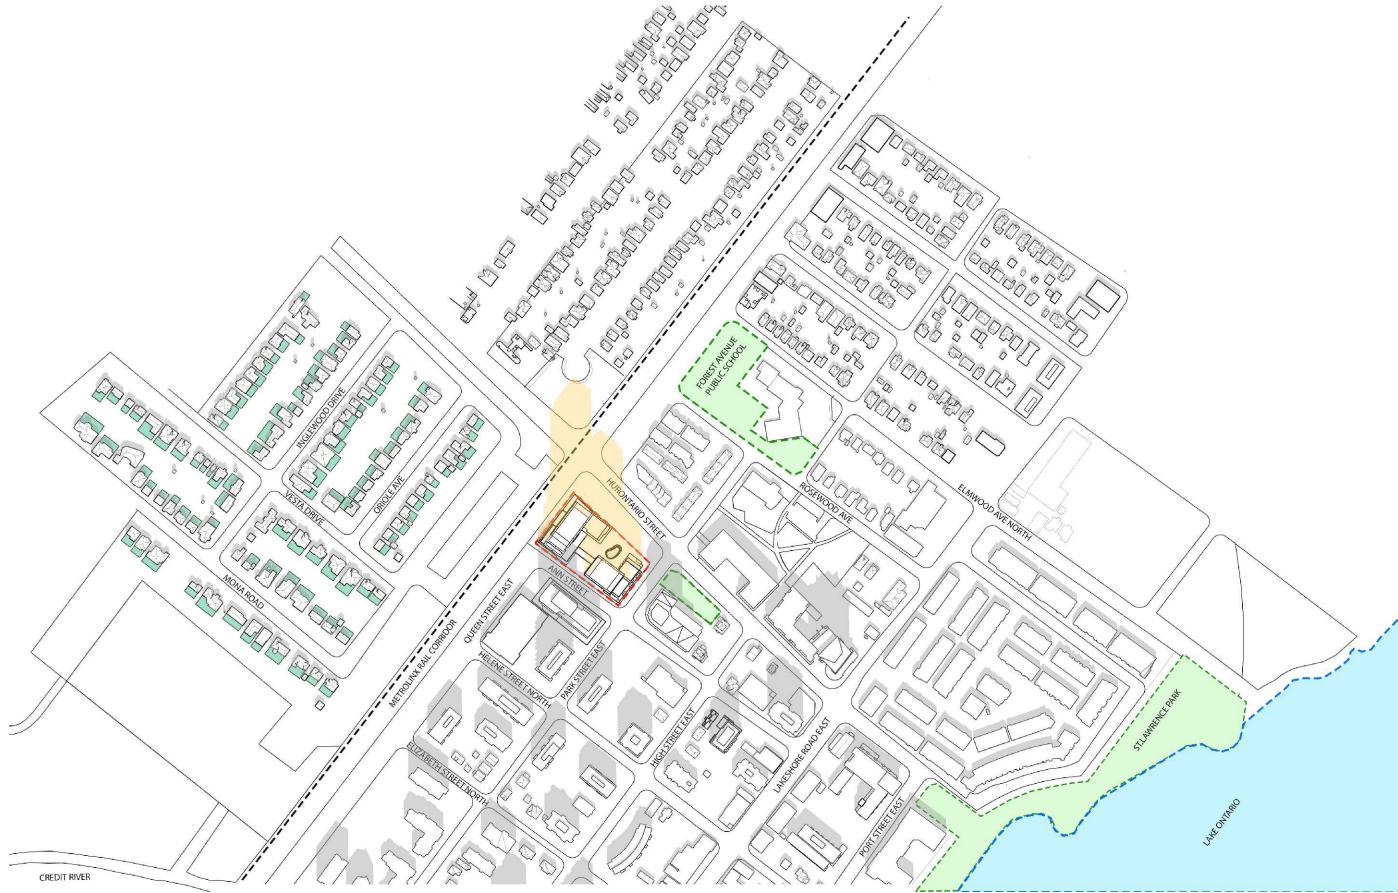 FOREST AVENUE
PUBLIC SCHOOL
INGLEWOOD DRIVE
HURONTARIO STREET
ROSEWOOD AVE
ELMWOOD AVE NORTH
ORIOLE AVE
VESTA DRIVE
ANN STREET
MONA ROAD
QUEEN STREET EAST
METROLINX RAIL CORRIDOR
HELENE STREET NORTH
PARK STREET EAST
HIGH STREET EAST
LAKESHORE ROAD EAST
ELIZABETH STREET NORTH
ST.LAWRENCE PARK
PORT STREET EAST
LAKE ONTARIO
CREDIT RIVER